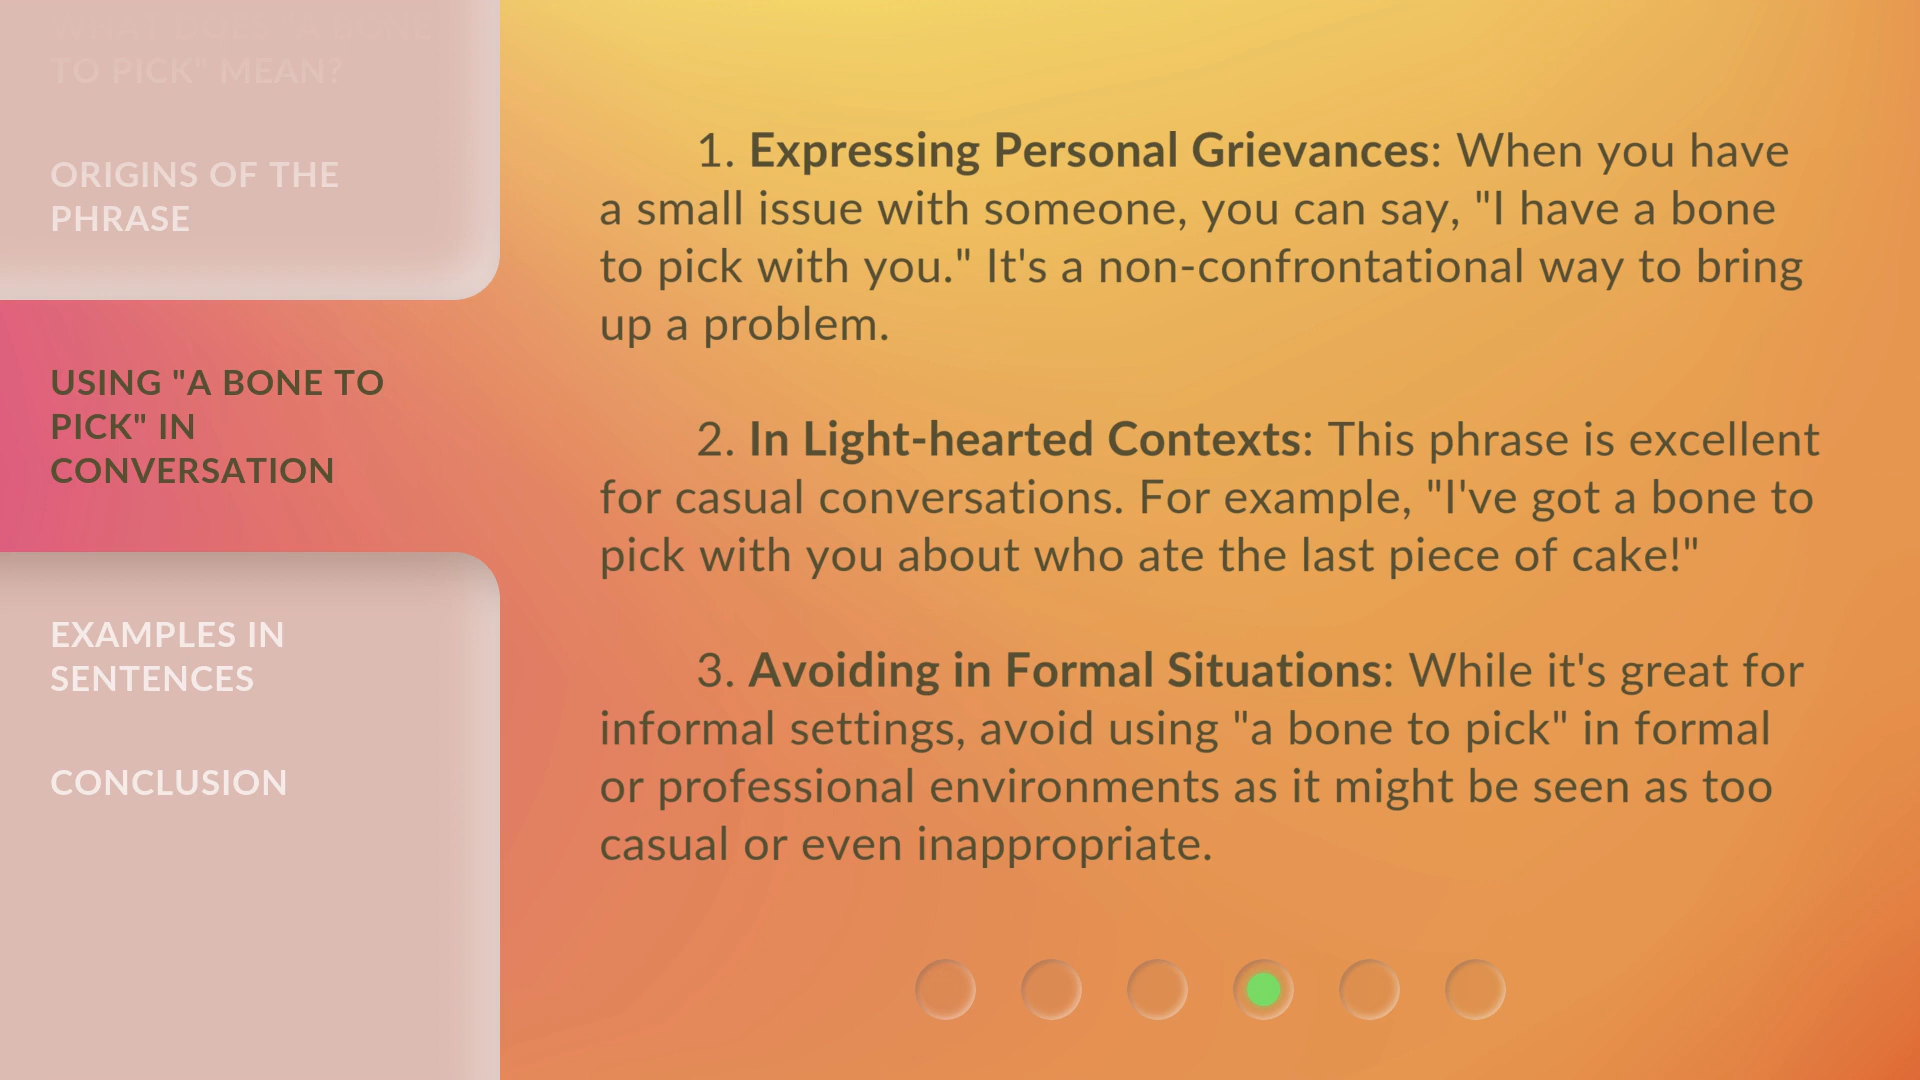 WHAT DOES "A BONE
TO PICK" MEAN?
ORIGINS OF THE
PHRASE
USING "A BONE TO
PICK" IN
CONVERSATION
EXAMPLES IN
SENTENCES
CONCLUSION
1. Expressing Personal Grievances: When you have
a small issue with someone, you can say, "I have a bone
to pick with you." It's a non-confrontational way to bring
up a problem.
2. In Light-hearted Contexts: This phrase is excellent
for casual conversations. For example, "I've got a bone to
pick with you about who ate the last piece of cake!"
3. Avoiding in Formal Situations: While it's great for
informal settings, avoid using "a bone to pick" in formal
or professional environments as it might be seen as too
casual or even inappropriate.